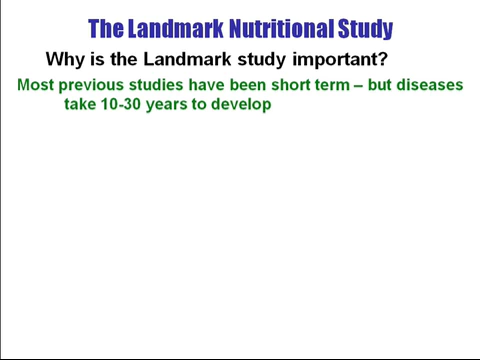 The Landmark Nutritional Study
Why is the Landmark study important?
Most previous studies have been short term – but diseases
take 10-30 years to develop